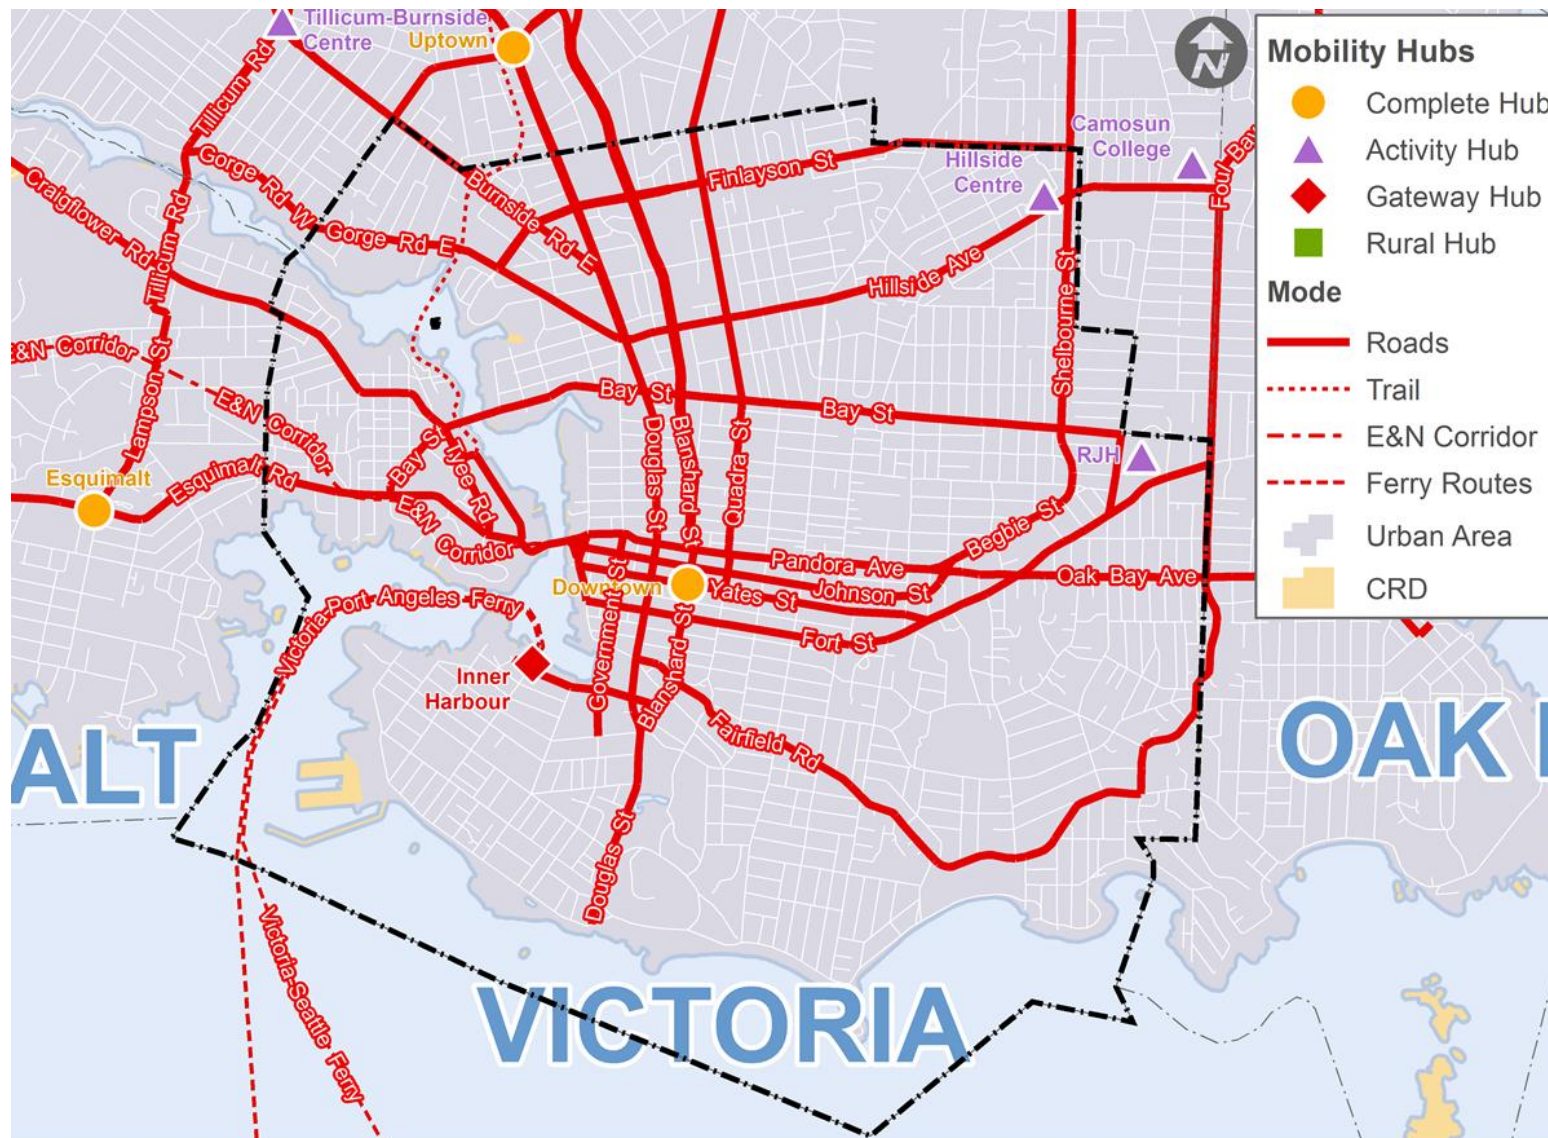 Tillicum-Burnside
Centre
Uptown
Tillicum Rd
Gorge Rd W
Gorge Rd E
Burnside Rd E
Finlayson St
Hillside
Centre
Camosun
College
Foul Bay
Craigflower Rd
Tillicum Rd
Hillside Ave
Shelbourne St
E&N Corridor
Lampson St
E&N Corridor
Bay St
Bay St
Bay St
Tyee Rd
Douglas St
Blanshard St
Quadra St
RJH
Esquimalt
Esquimalt Rd
E&N Corridor
Begbie St
Pandora Ave
Oak Bay Ave
Johnson St
Downtown
Yates St
Fort St
Government St
Blanshard St
Victoria-Port Angeles Ferry
Inner
Harbour
Fairfield Rd
Douglas St
Victoria-Seattle Ferry
ALT
OAK
VICTORIA
N
Mobility Hubs
Complete Hub
Activity Hub
Gateway Hub
Rural Hub
Mode
Roads
Trail
E&N Corridor
Ferry Routes
Urban Area
CRD